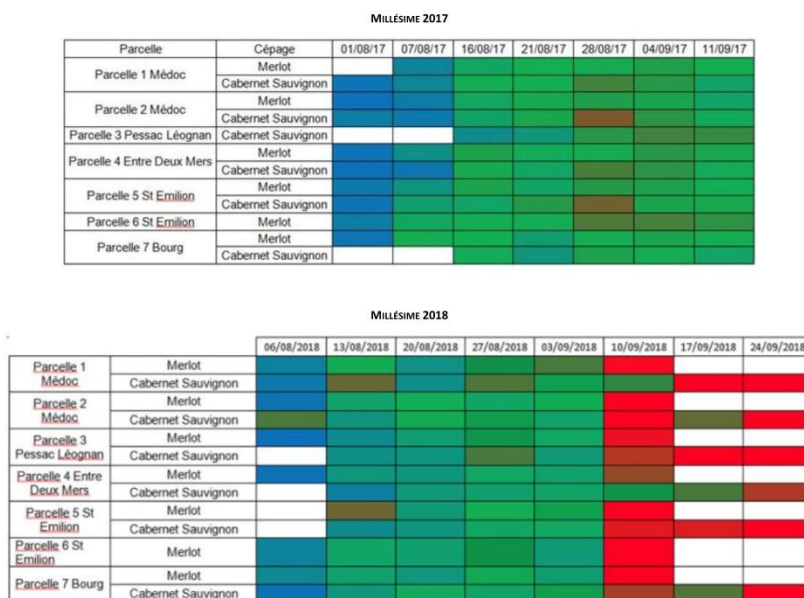 MILLÉSIME 2017
Parcelle Cépage 01/08/17 07/08/17 16/08/17 21/08/17 28/08/17 04/09/17 11/09/17
Parcelle 1 Médoc Merlot
Cabernet Sauvignon
Parcelle 2 Médoc Merlot
Cabernet Sauvignon
Parcelle 3 Pessac Léognan Cabernet Sauvignon
Parcelle 4 Entre Deux Mers Merlot
Cabernet Sauvignon
Parcelle 5 St Emilion Merlot
Cabernet Sauvignon
Parcelle 6 St Emilion Merlot
Parcelle 7 Bourg Merlot
Cabernet Sauvignon
MILLÉSIME 2018
06/08/2018 13/08/2018 20/08/2018 27/08/2018 03/09/2018 10/09/2018 17/09/2018 24/09/2018
Parcelle 1 Merlot
Médoc Cabernet Sauvignon
Parcelle 2 Merlot
Médoc Cabernet Sauvignon
Parcelle 3 Merlot
Pessac Léognan Cabernet Sauvignon
Parcelle 4 Entre Merlot
Deux Mers Cabernet Sauvignon
Parcelle 5 St Merlot
Emilion Cabernet Sauvignon
Parcelle 6 St
Emilion Merlot
Parcelle 7 Bourg Merlot
Cabernet Sauvignon